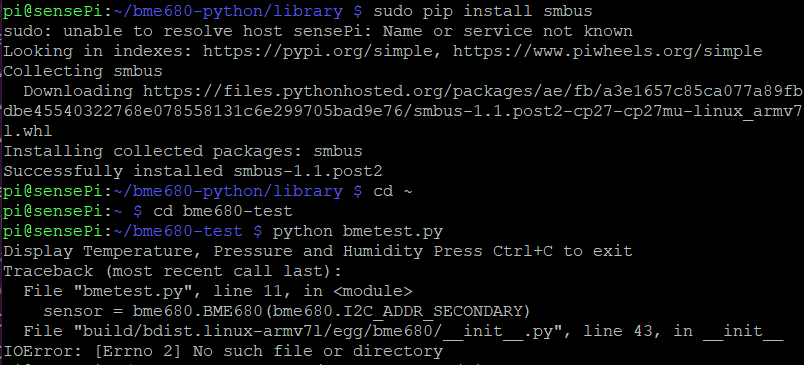 pi@sensePi:~/bme680-python/library $ sudo pip install smbus
sudo: unable to resolve host sensePi: Name or service not known
Looking in indexes: https://pypi.org/simple, https://www.piwheels.org/simple
Collecting smbus
  Downloading https://files.pythonhosted.org/packages/ae/fb/a3e1657c85ca077a89fb
dbe45540322768e078558131c6e299705bad9e76/smbus-1.1.post2-cp27-cp27mu-linux_armv7
l.whl
Installing collected packages: smbus
Successfully installed smbus-1.1.post2
pi@sensePi:~/bme680-python/library $ cd ~
pi@sensePi:~ $ cd bme680-test
pi@sensePi:~/bme680-test $ python bmetest.py
Display Temperature, Pressure and Humidity Press Ctrl+C to exit
Traceback (most recent call last):
  File "bmetest.py", line 11, in <module>
    sensor = bme680.BME680(bme680.I2C_ADDR_SECONDARY)
  File "build/bdist.linux-armv7l/egg/bme680/__init__.py", line 43, in __init__
IOError: [Errno 2] No such file or directory